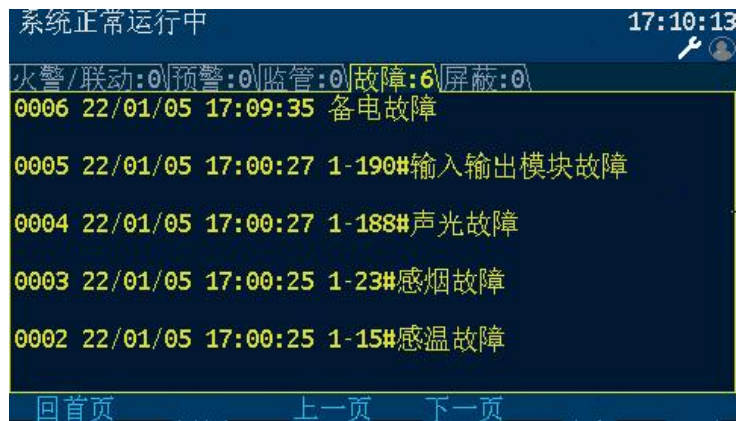 系统正常运行中 17:10:13
火警/联动:0\预警:0\监管:0\故障:6\屏蔽:0\
0006 22/01/05 17:09:35 备电故障
0005 22/01/05 17:00:27 1-190#输入输出模块故障
0004 22/01/05 17:00:27 1-188#声光故障
0003 22/01/05 17:00:25 1-23#感烟故障
0002 22/01/05 17:00:25 1-15#感温故障
回首页 上一页 下一页